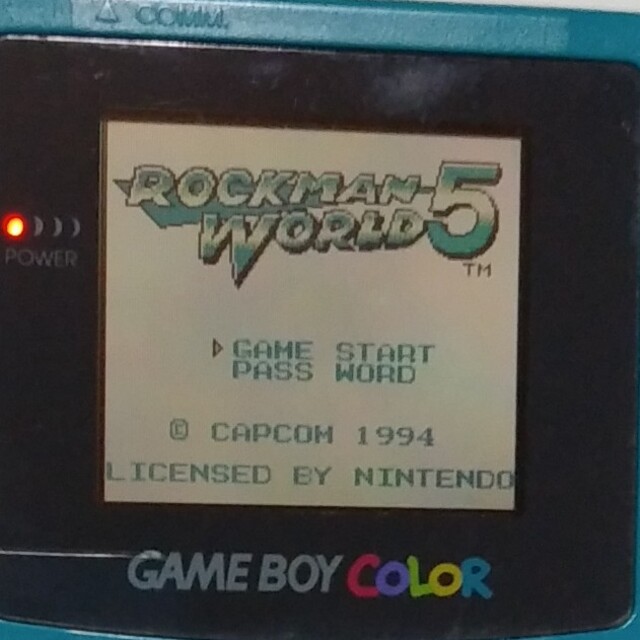 COMM.
ROCKMAN
WORLD 5
TM
POWER
GAME START
PASS WORD
© CAPCOM 1994
LICENSED BY NINTENDO
GAME BOY COLOR